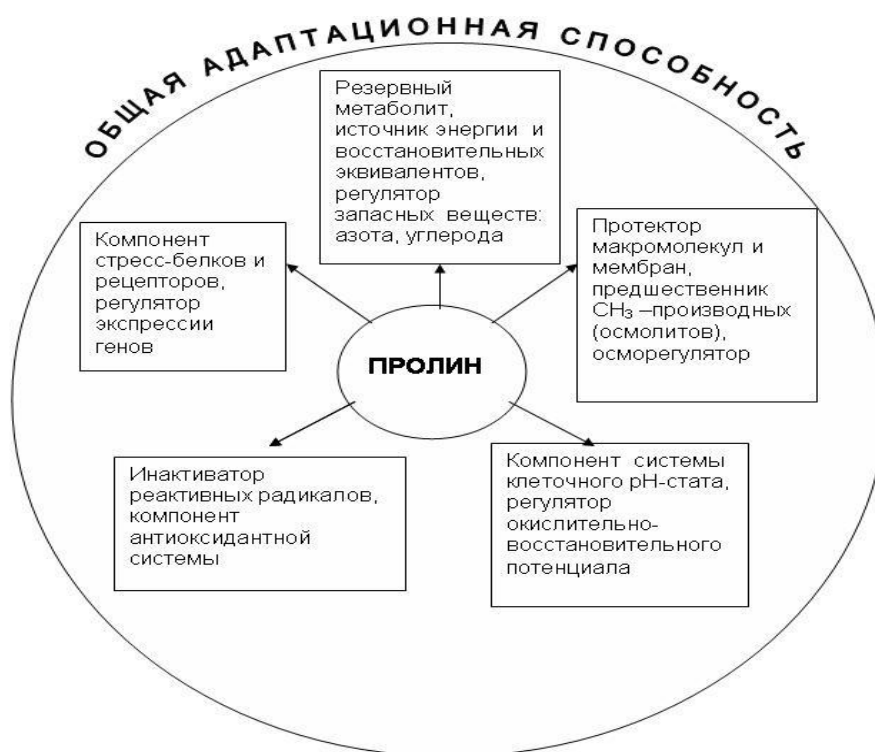 ОБЩАЯ АДАПТАЦИОННАЯ СПОСОБНОСТЬ
Резервный
метаболит,
источник энергии и
восстановительных
эквивалентов,
регулятор
запасных веществ:
азота, углерода
Компонент
стресс-белков и
рецепторов,
регулятор
экспрессии
генов
Протектор
макромолекул и
мембран,
предшественник
CH₃ –производных
(осмолитов),
осморегулятор
ПРОЛИН
Инактиватор
реактивных радикалов,
компонент
антиоксидантной
системы
Компонент системы
клеточного pH-стата,
регулятор
окислительно-
восстановительного
потенциала